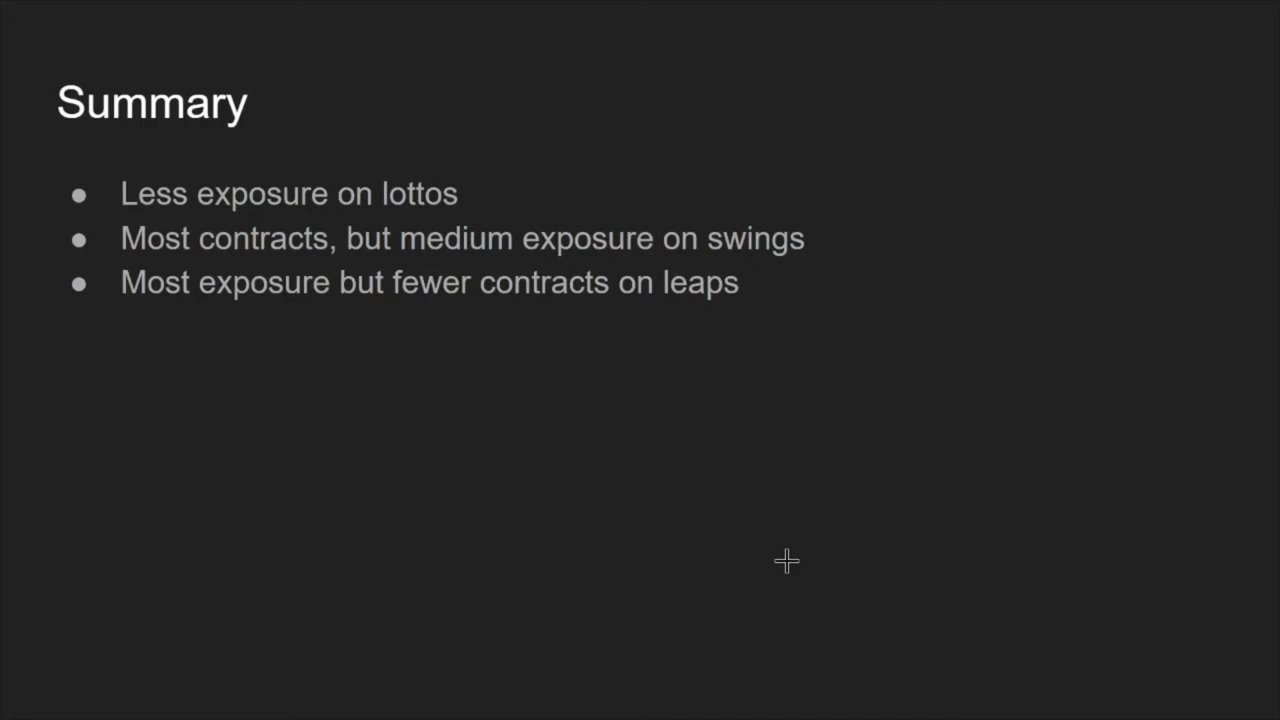 Summary
● Less exposure on lottos
● Most contracts, but medium exposure on swings
● Most exposure but fewer contracts on leaps